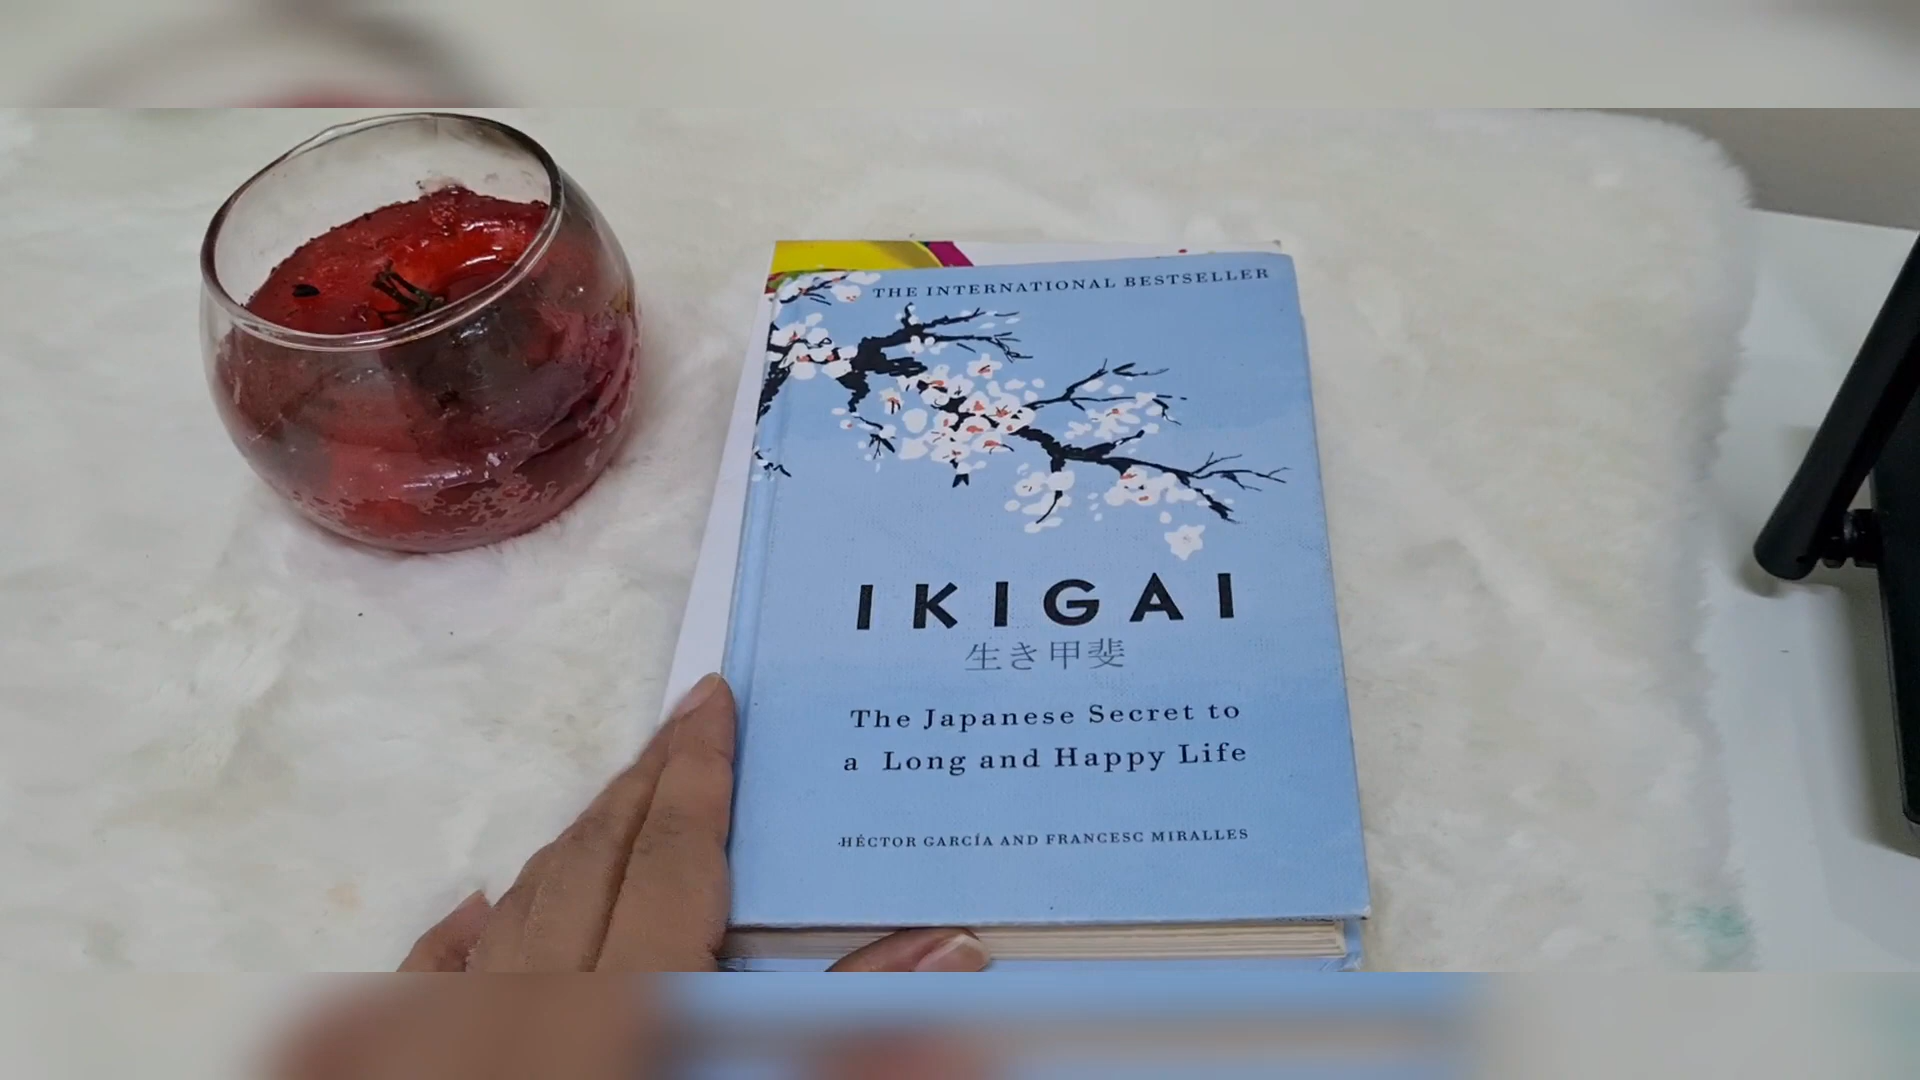 THE INTERNATIONAL BESTSELLER
IKIGAI
生き甲斐
The Japanese Secret to
a Long and Happy Life
HÉCTOR GARCÍA AND FRANCESC MIRALLES